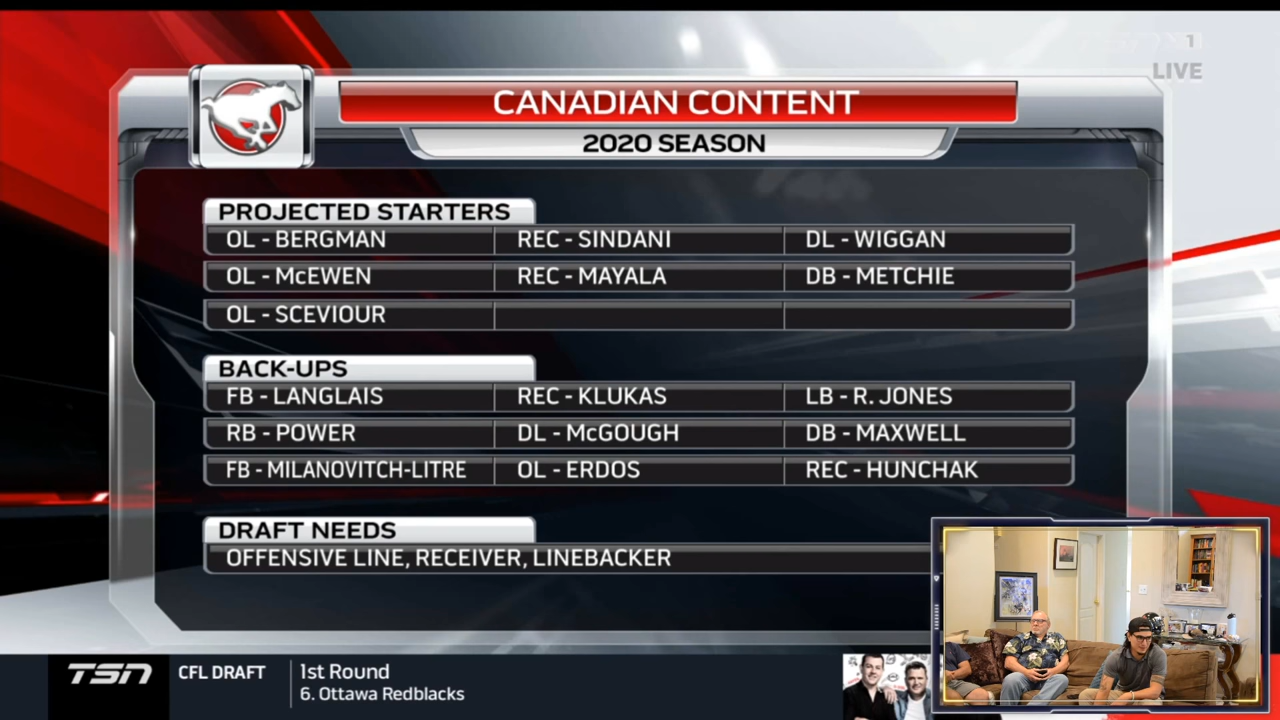 1
LIVE
CANADIAN CONTENT
2020 SEASON
PROJECTED STARTERS
OL - BERGMAN REC - SINDANI DL - WIGGAN
OL - McEWEN REC - MAYALA DB - METCHIE
OL - SCEVIOUR
BACK-UPS
FB - LANGLAIS REC - KLUKAS LB - R. JONES
RB - POWER DL - McGOUGH DB - MAXWELL
FB - MILANOVITCH-LITRE OL - ERDOS REC - HUNCHAK
DRAFT NEEDS
OFFENSIVE LINE, RECEIVER, LINEBACKER
TSN CFL DRAFT 1st Round
6. Ottawa Redblacks